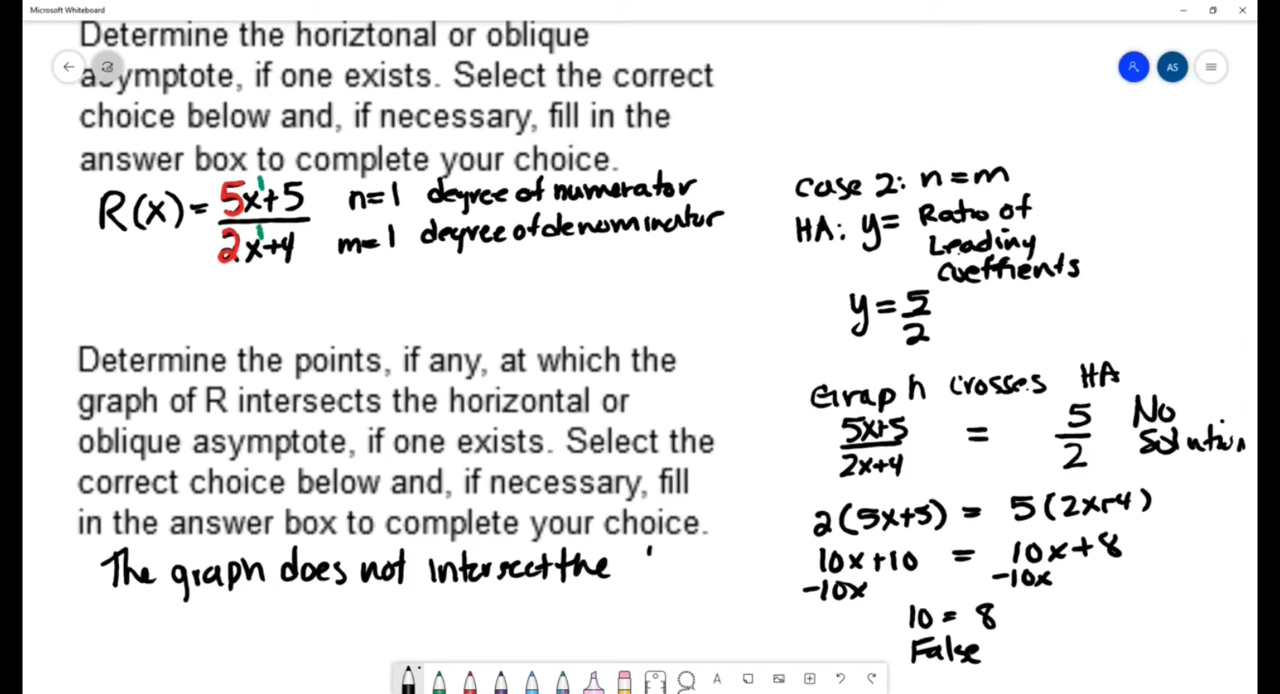 Microsoft Whiteboard
Determine the horiztonal or oblique
asymptote, if one exists. Select the correct
choice below and, if necessary, fill in the
answer box to complete your choice.
R(x) = 5x¹+5 / 2x¹+4
n=1 degree of numerator
m=1 degree of denominator
Determine the points, if any, at which the
graph of R intersects the horizontal or
oblique asymptote, if one exists. Select the
correct choice below and, if necessary, fill
in the answer box to complete your choice.
The graph does not intersect the
AS
case 2: n=m
HA: y= Ratio of
Leading
coeffients
y = 5/2
Graph crosses HA
5x+5 / 2x+4 = 5/2 No
Solution
2(5x+5) = 5(2x+4)
10x+10 = 10x+8
-10x -10x
10 = 8
False
A